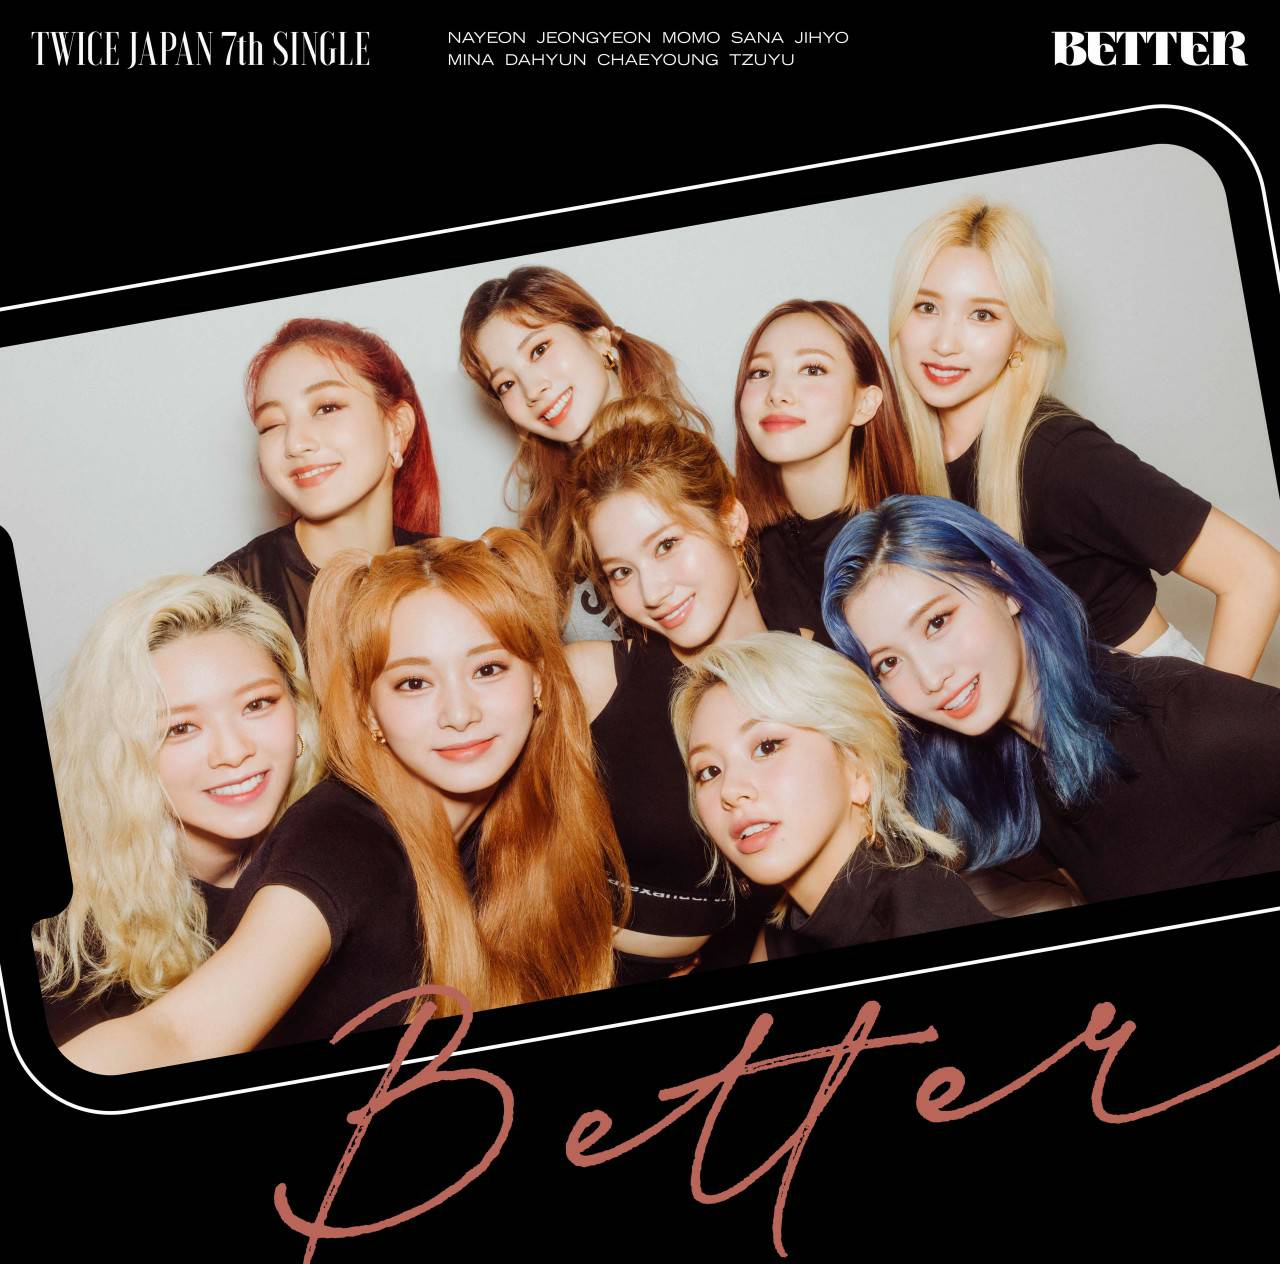 TWICE JAPAN 7th SINGLE
NAYEON JEONGYEON MOMO SANA JIHYO
MINA DAHYUN CHAEYOUNG TZUYU
BETTER
Better